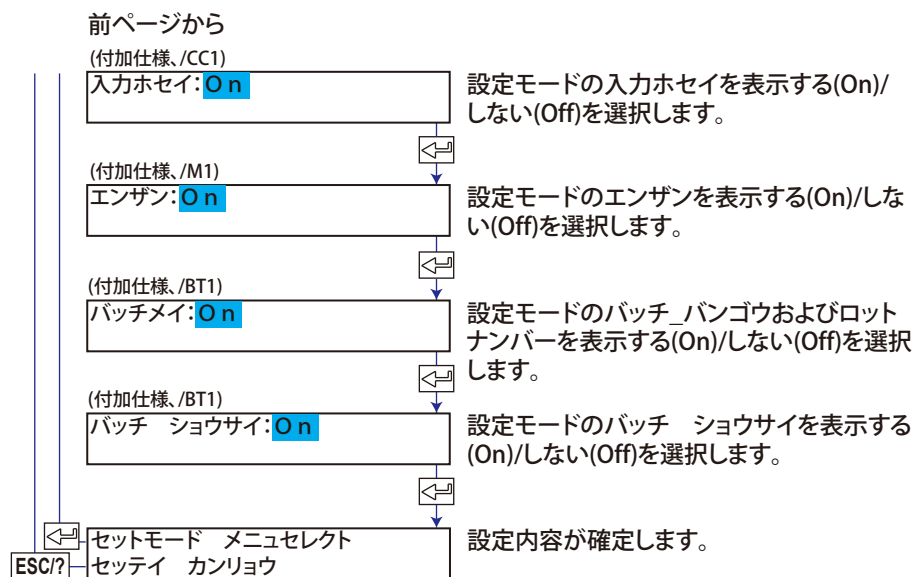 前ページから
(付加仕様、/CC1)
入力ホセイ：On
設定モードの入力ホセイを表示する(On)/
しない(Off)を選択します。
(付加仕様、/M1)
エンザン：On
設定モードのエンザンを表示する(On)/しな
い(Off)を選択します。
(付加仕様、/BT1)
バッチメイ：On
設定モードのバッチ_バンゴウおよびロット
ナンバーを表示する(On)/しない(Off)を選択
します。
(付加仕様、/BT1)
バッチ　ショウサイ：On
設定モードのバッチ　ショウサイを表示する
(On)/しない(Off)を選択します。
セットモード　メニュセレクト
設定内容が確定します。
ESC/?
セッテイ　カンリョウ